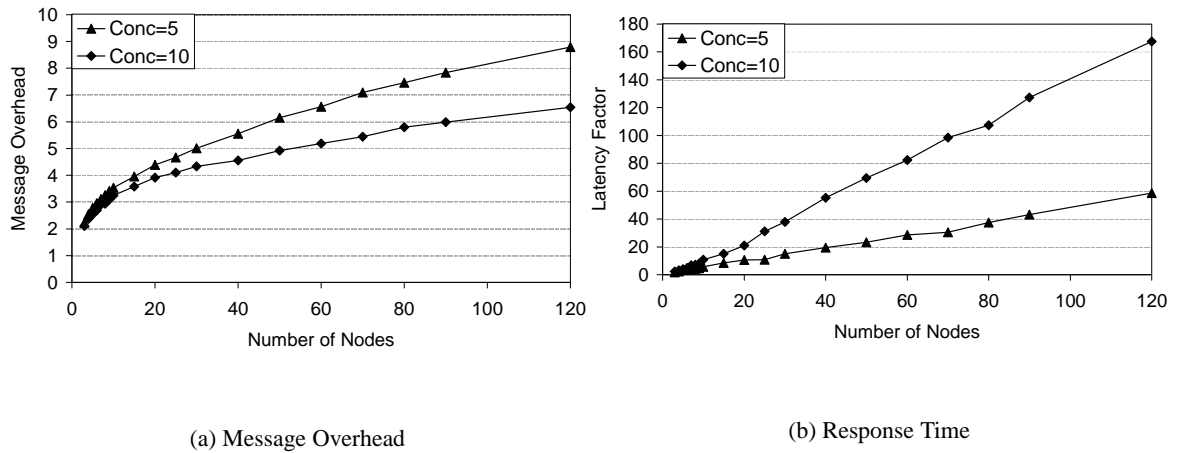 10
9
8
7
6
5
4
3
2
1
0
Message Overhead
Conc=5
Conc=10
0 20 40 60 80 100 120
Number of Nodes
(a) Message Overhead
180
160
140
120
100
80
60
40
20
0
Latency Factor
Conc=5
Conc=10
0 20 40 60 80 100 120
Number of Nodes
(b) Response Time